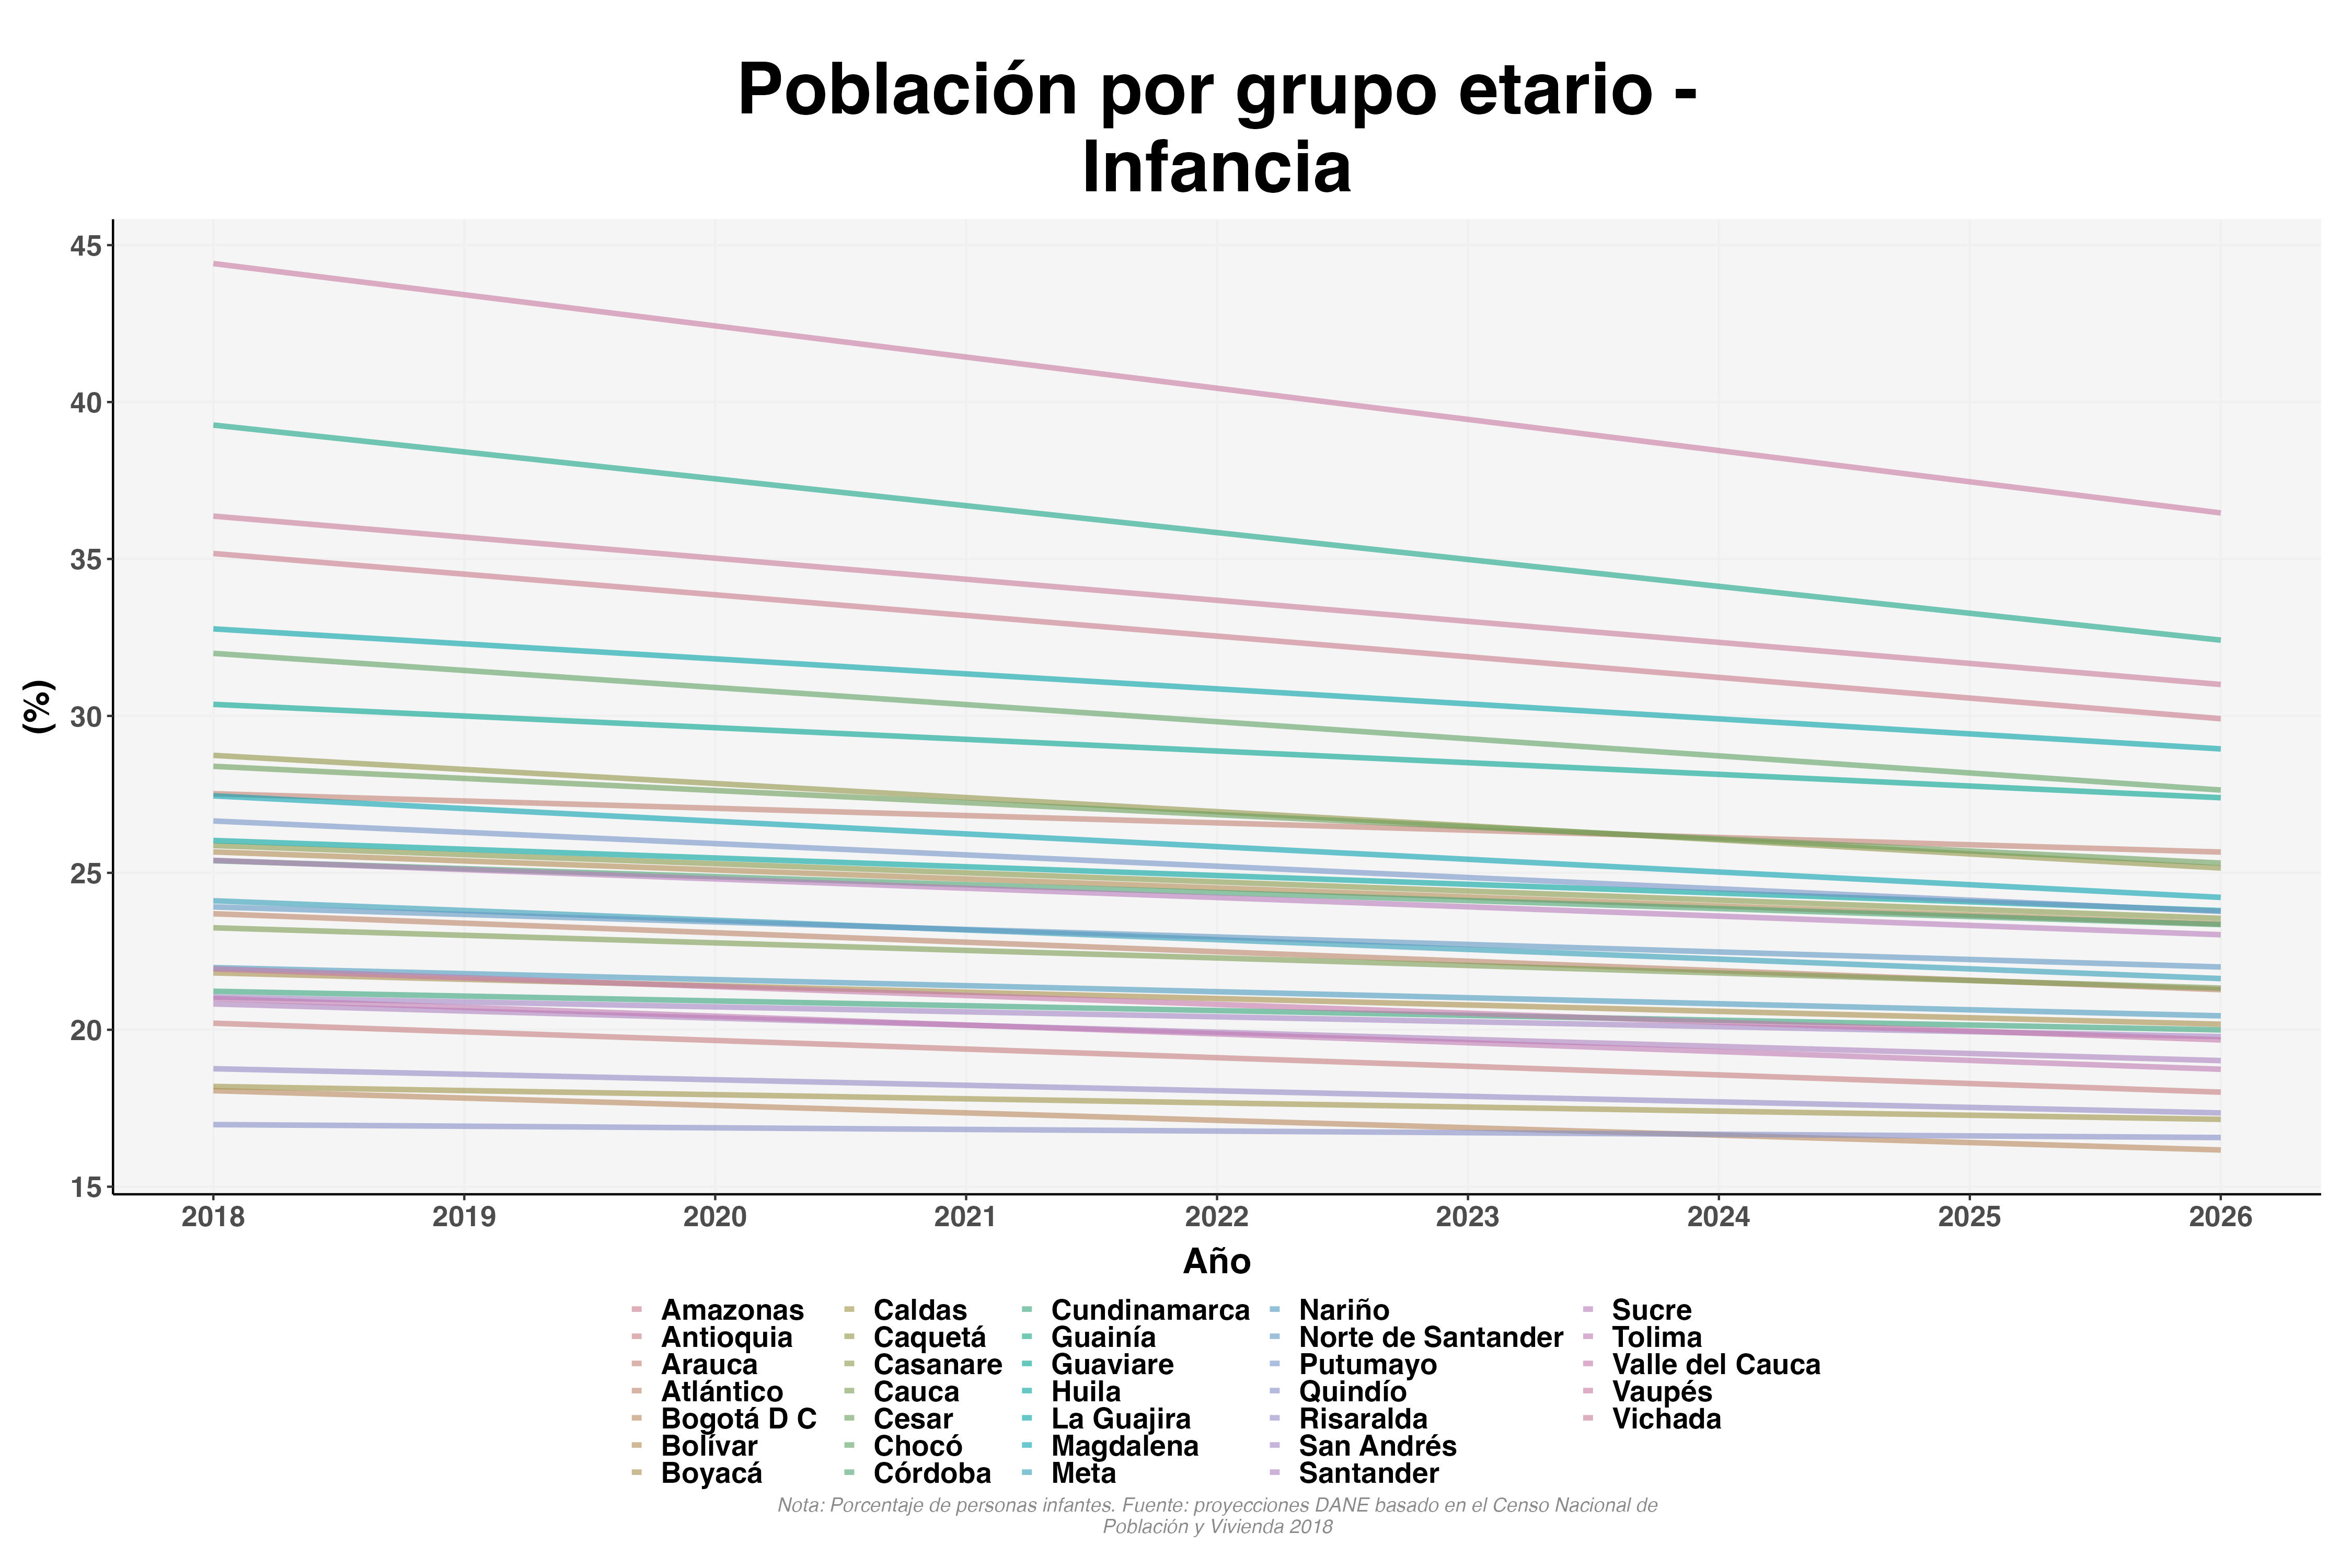 Población por grupo etario -
Infancia
(%)
45
40
35
30
25
20
15
2018 2019 2020 2021 2022 2023 2024 2025 2026
Año
Amazonas Caldas Cundinamarca Nariño Sucre
Antioquia Caquetá Guainía Norte de Santander Tolima
Arauca Casanare Guaviare Putumayo Valle del Cauca
Atlántico Cauca Huila Quindío Vaupés
Bogotá D C Cesar La Guajira Risaralda Vichada
Bolívar Chocó Magdalena San Andrés
Boyacá Córdoba Meta Santander
Nota: Porcentaje de personas infantes. Fuente: proyecciones DANE basado en el Censo Nacional de
Población y Vivienda 2018